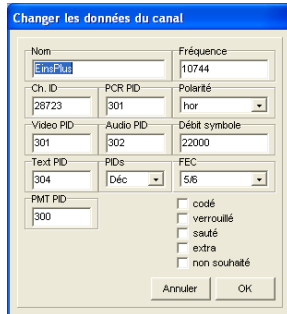 Changer les données du canal
Nom Fréquence
EinsPlus 10744
Ch. ID PCR PID Polarité
28723 301 hor
Video PID Audio PID Débit symbole
301 302 22000
Text PID PIDs FEC
304 Déc 5/6
PMT PID
300
codé
verrouillé
sauté
extra
non souhaité
Annuler OK